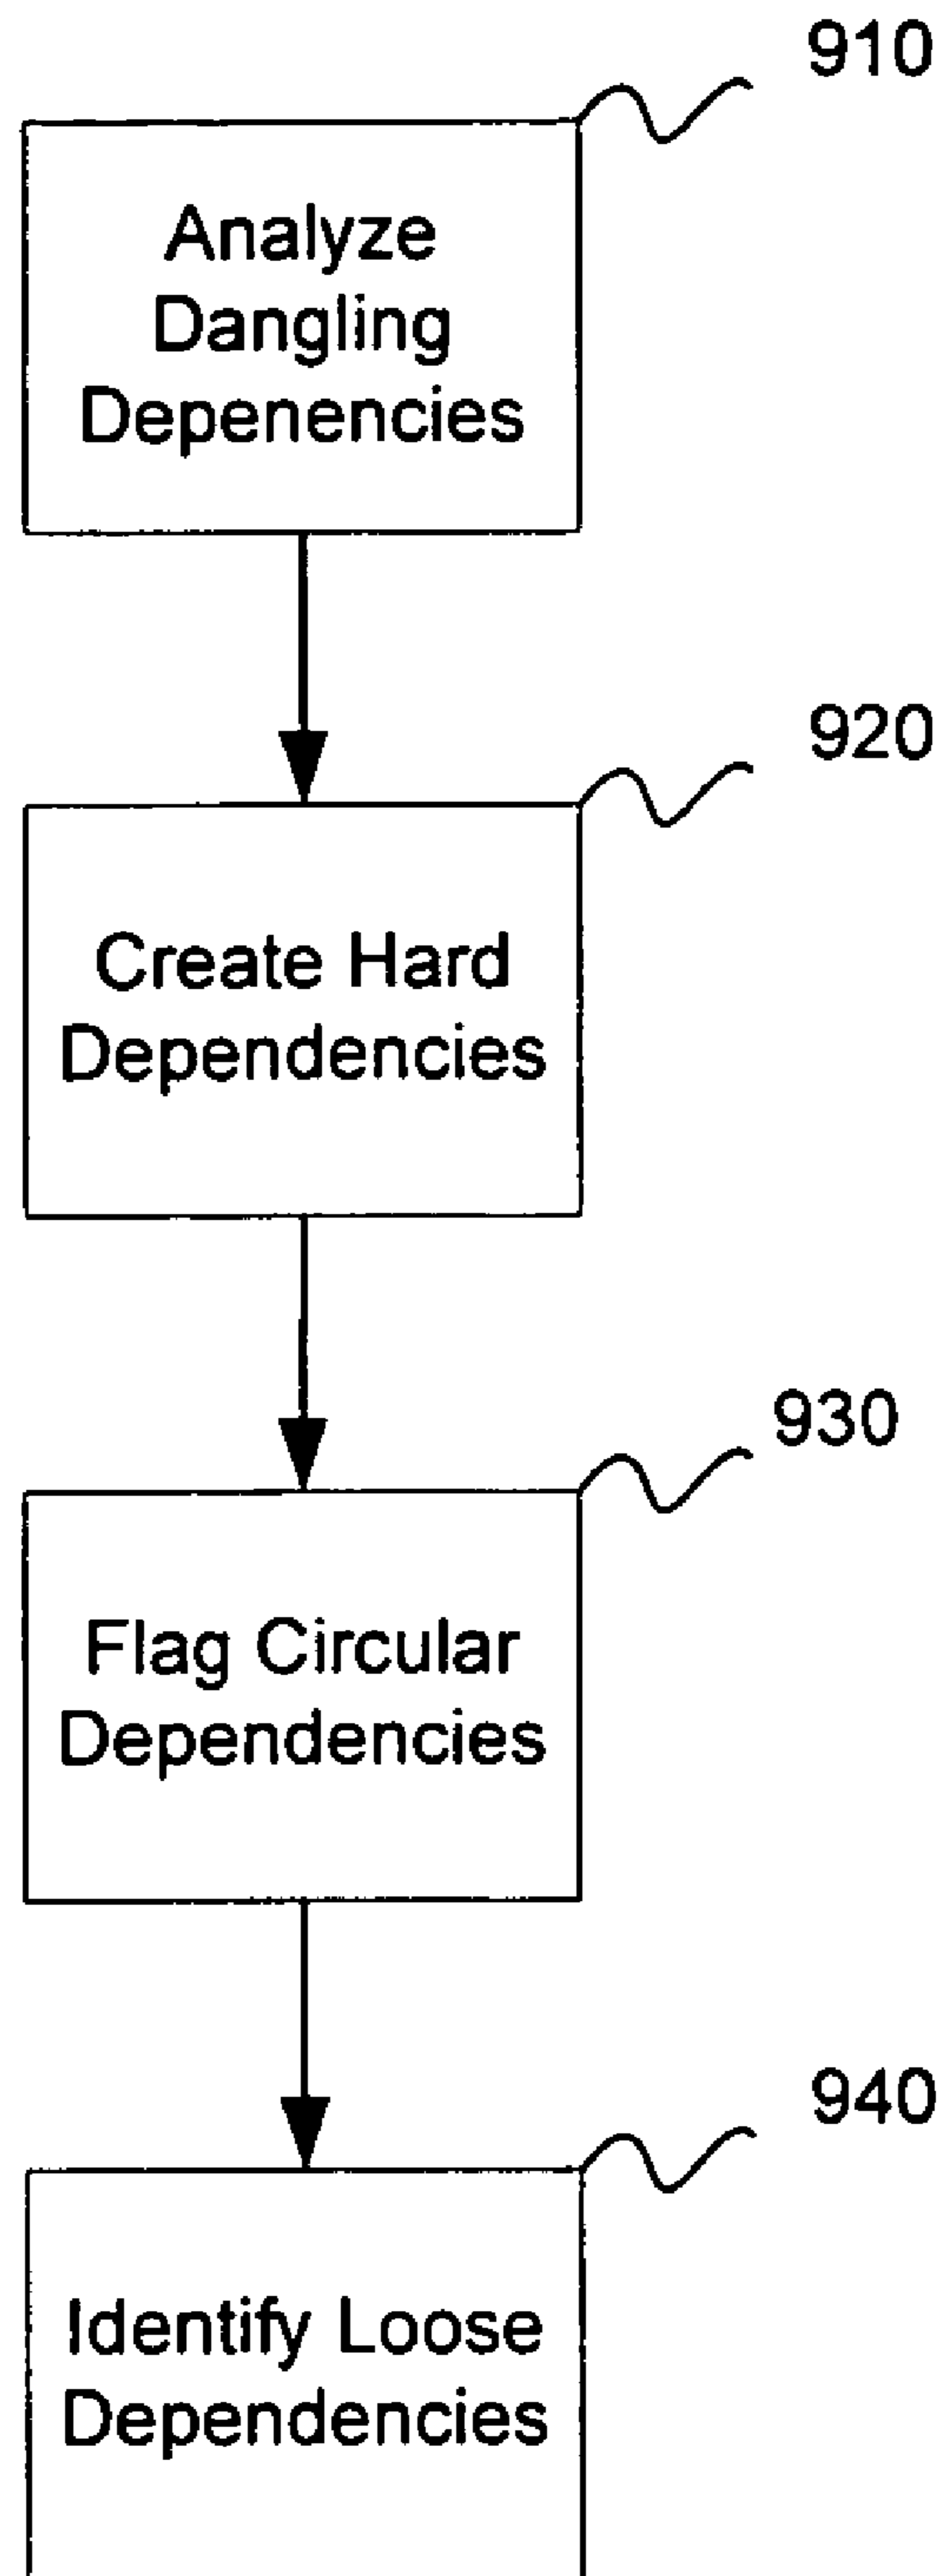 910
Analyze
Dangling
Depenencies
920
Create Hard
Dependencies
930
Flag Circular
Dependencies
940
Identify Loose
Dependencies